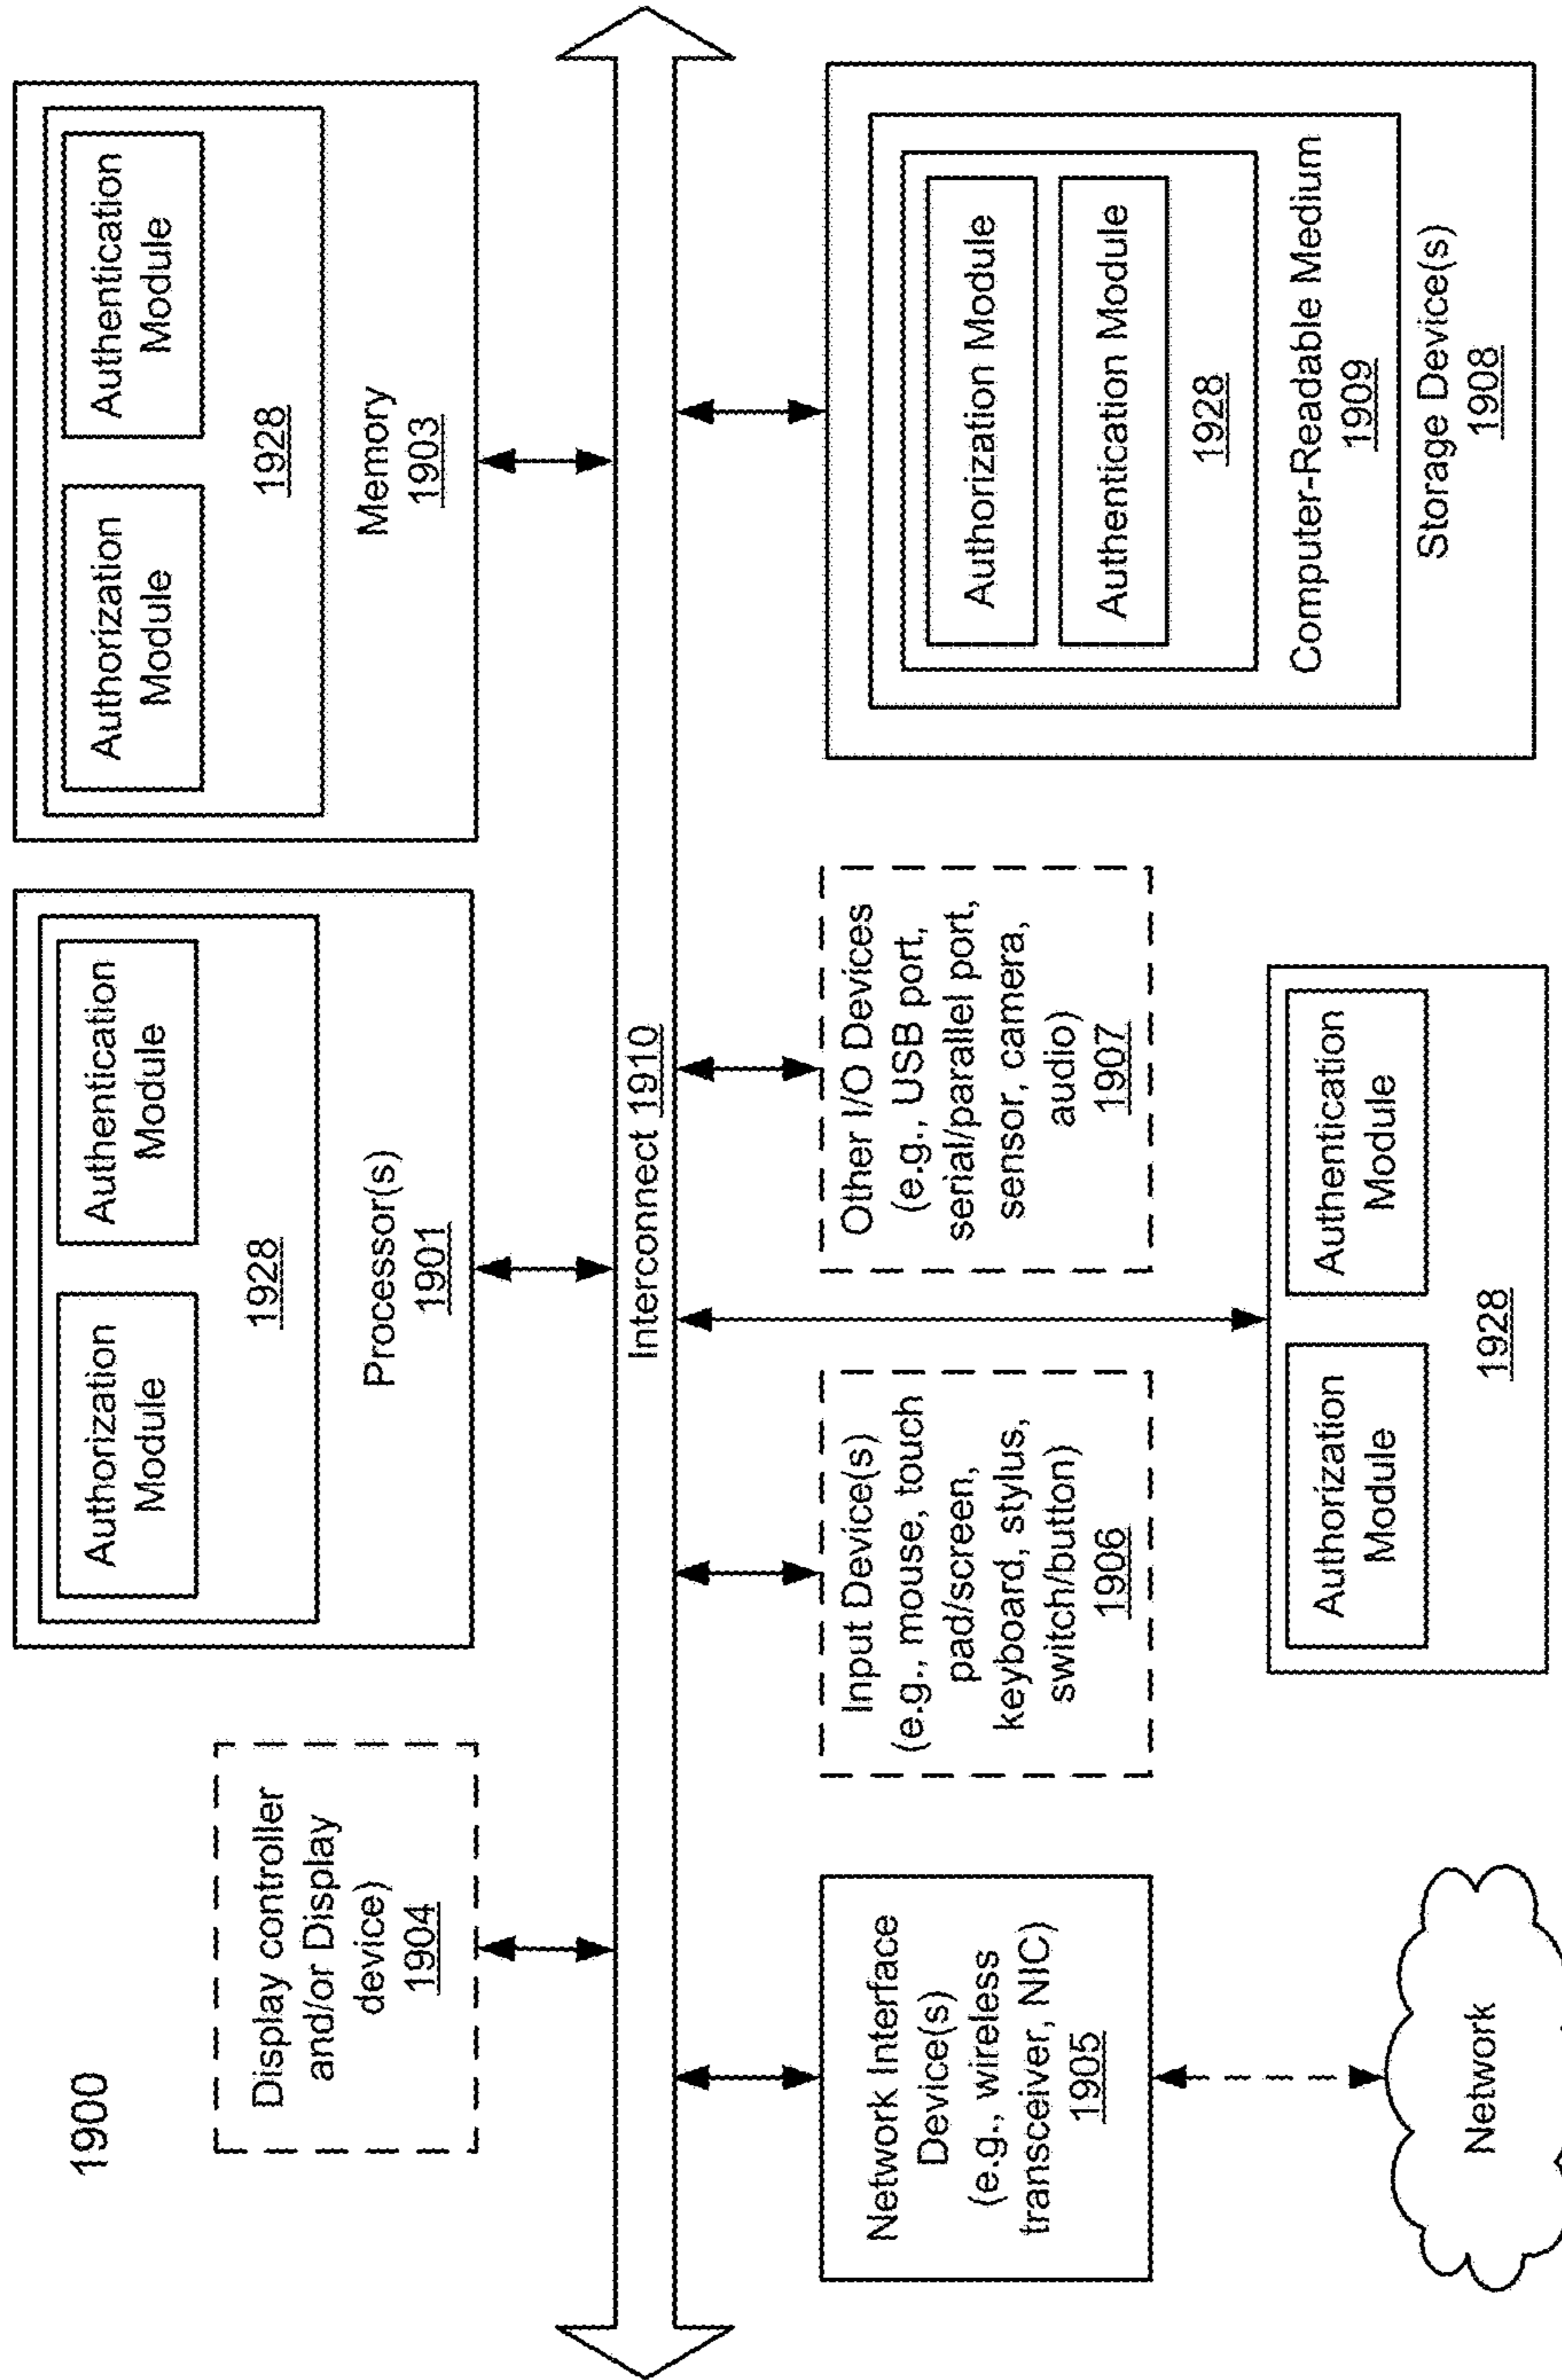 1900
Display controller
and/or Display
device)
1904
Authorization
Module
Authentication
Module
1928
Processor(s)
1901
Authorization
Module
Authentication
Module
1928
Memory
1903
Interconnect 1910
Network Interface
Device(s)
(e.g., wireless
transceiver, NIC)
1905
Input Device(s)
(e.g., mouse, touch
pad/screen,
keyboard, stylus,
switch/button)
1906
Other I/O Devices
(e.g., USB port,
serial/parallel port,
sensor, camera,
audio)
1907
Authorization Module
Authentication Module
1928
Computer-Readable Medium
1909
Storage Device(s)
1908
Network
Authorization
Module
Authentication
Module
1928